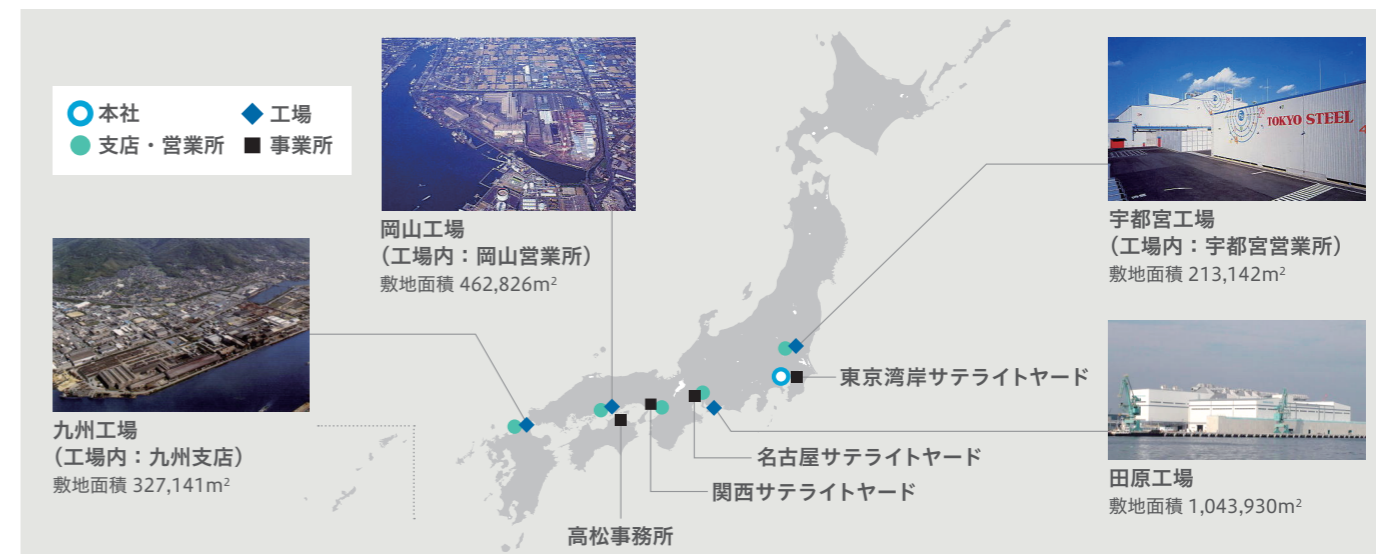 本社
工場
支店・営業所
事業所
岡山工場
（工場内：岡山営業所）
敷地面積 462,826m²
TOKYO STEEL
宇都宮工場
（工場内：宇都宮営業所）
敷地面積 213,142m²
九州工場
（工場内：九州支店）
敷地面積 327,141m²
東京湾岸サテライトヤード
名古屋サテライトヤード
関西サテライトヤード
高松事務所
田原工場
敷地面積 1,043,930m²